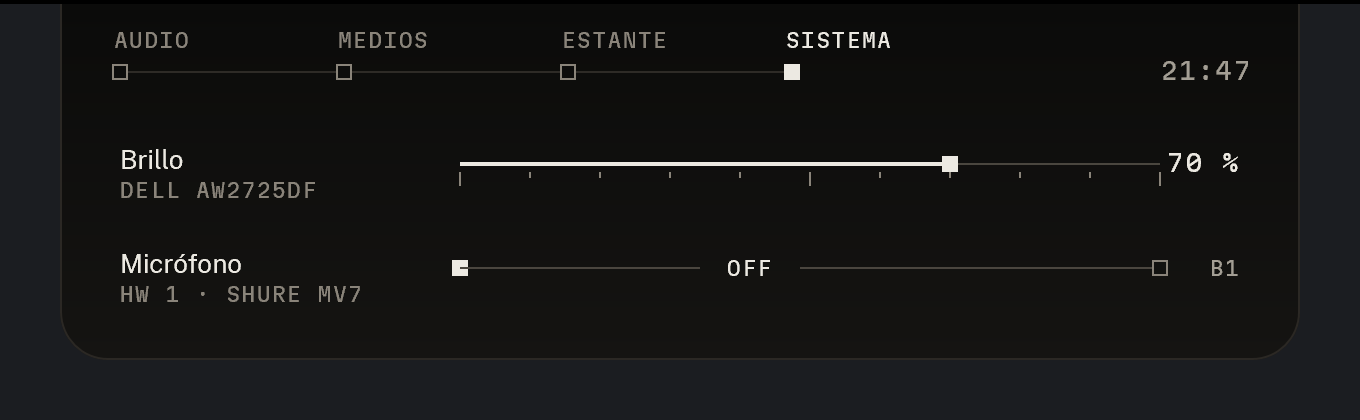 AUDIO MEDIOS ESTANTE SISTEMA
21:47
Brillo 70 %
DELL AW2725DF
Micrófono OFF B1
HW 1 · SHURE MV7